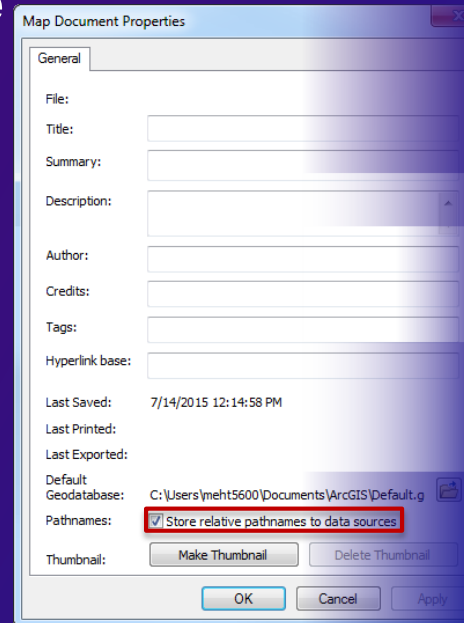 Map Document Properties
General
File:
Title:
Summary:
Description:
Author:
Credits:
Tags:
Hyperlink base:
Last Saved: 7/14/2015 12:14:58 PM
Last Printed:
Last Exported:
Default
Geodatabase: C:\Users\meht5600\Documents\ArcGIS\Default.g
Pathnames: Store relative pathnames to data sources
Thumbnail: Make Thumbnail Delete Thumbnail
OK Cancel Apply